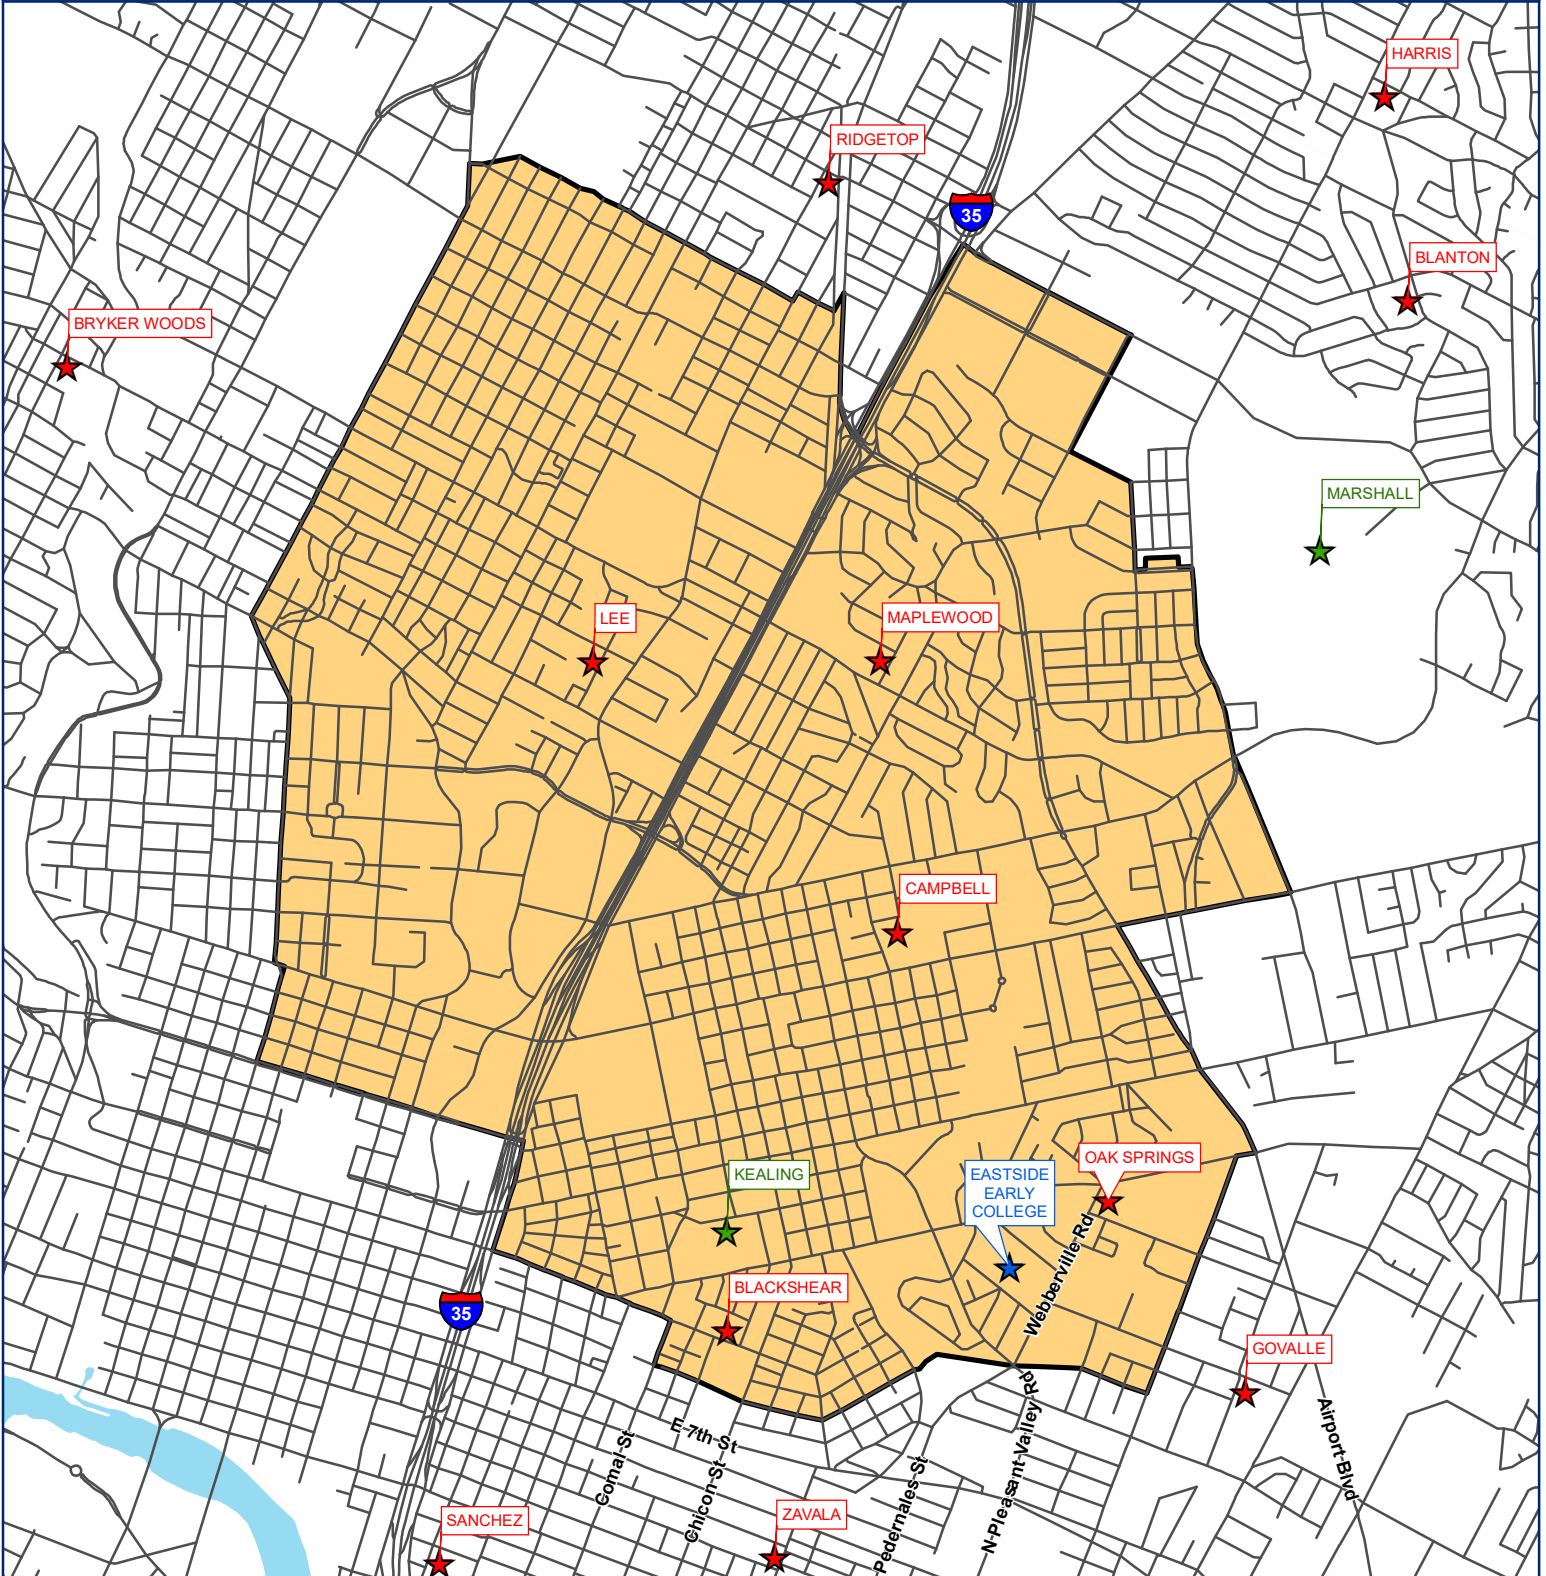 HARRIS
RIDGETOP
35
BLANTON
BRYKER WOODS
MARSHALL
LEE
MAPLEWOOD
CAMPBELL
OAK SPRINGS
KEALING
EASTSIDE
EARLY
COLLEGE
Webberville Rd
BLACKSHEAR
35
GOVALLE
N Pleasant Valley Rd
Airport Blvd
E 7th St
Comal St
Chicon St
Pedernales St
SANCHEZ
ZAVALA